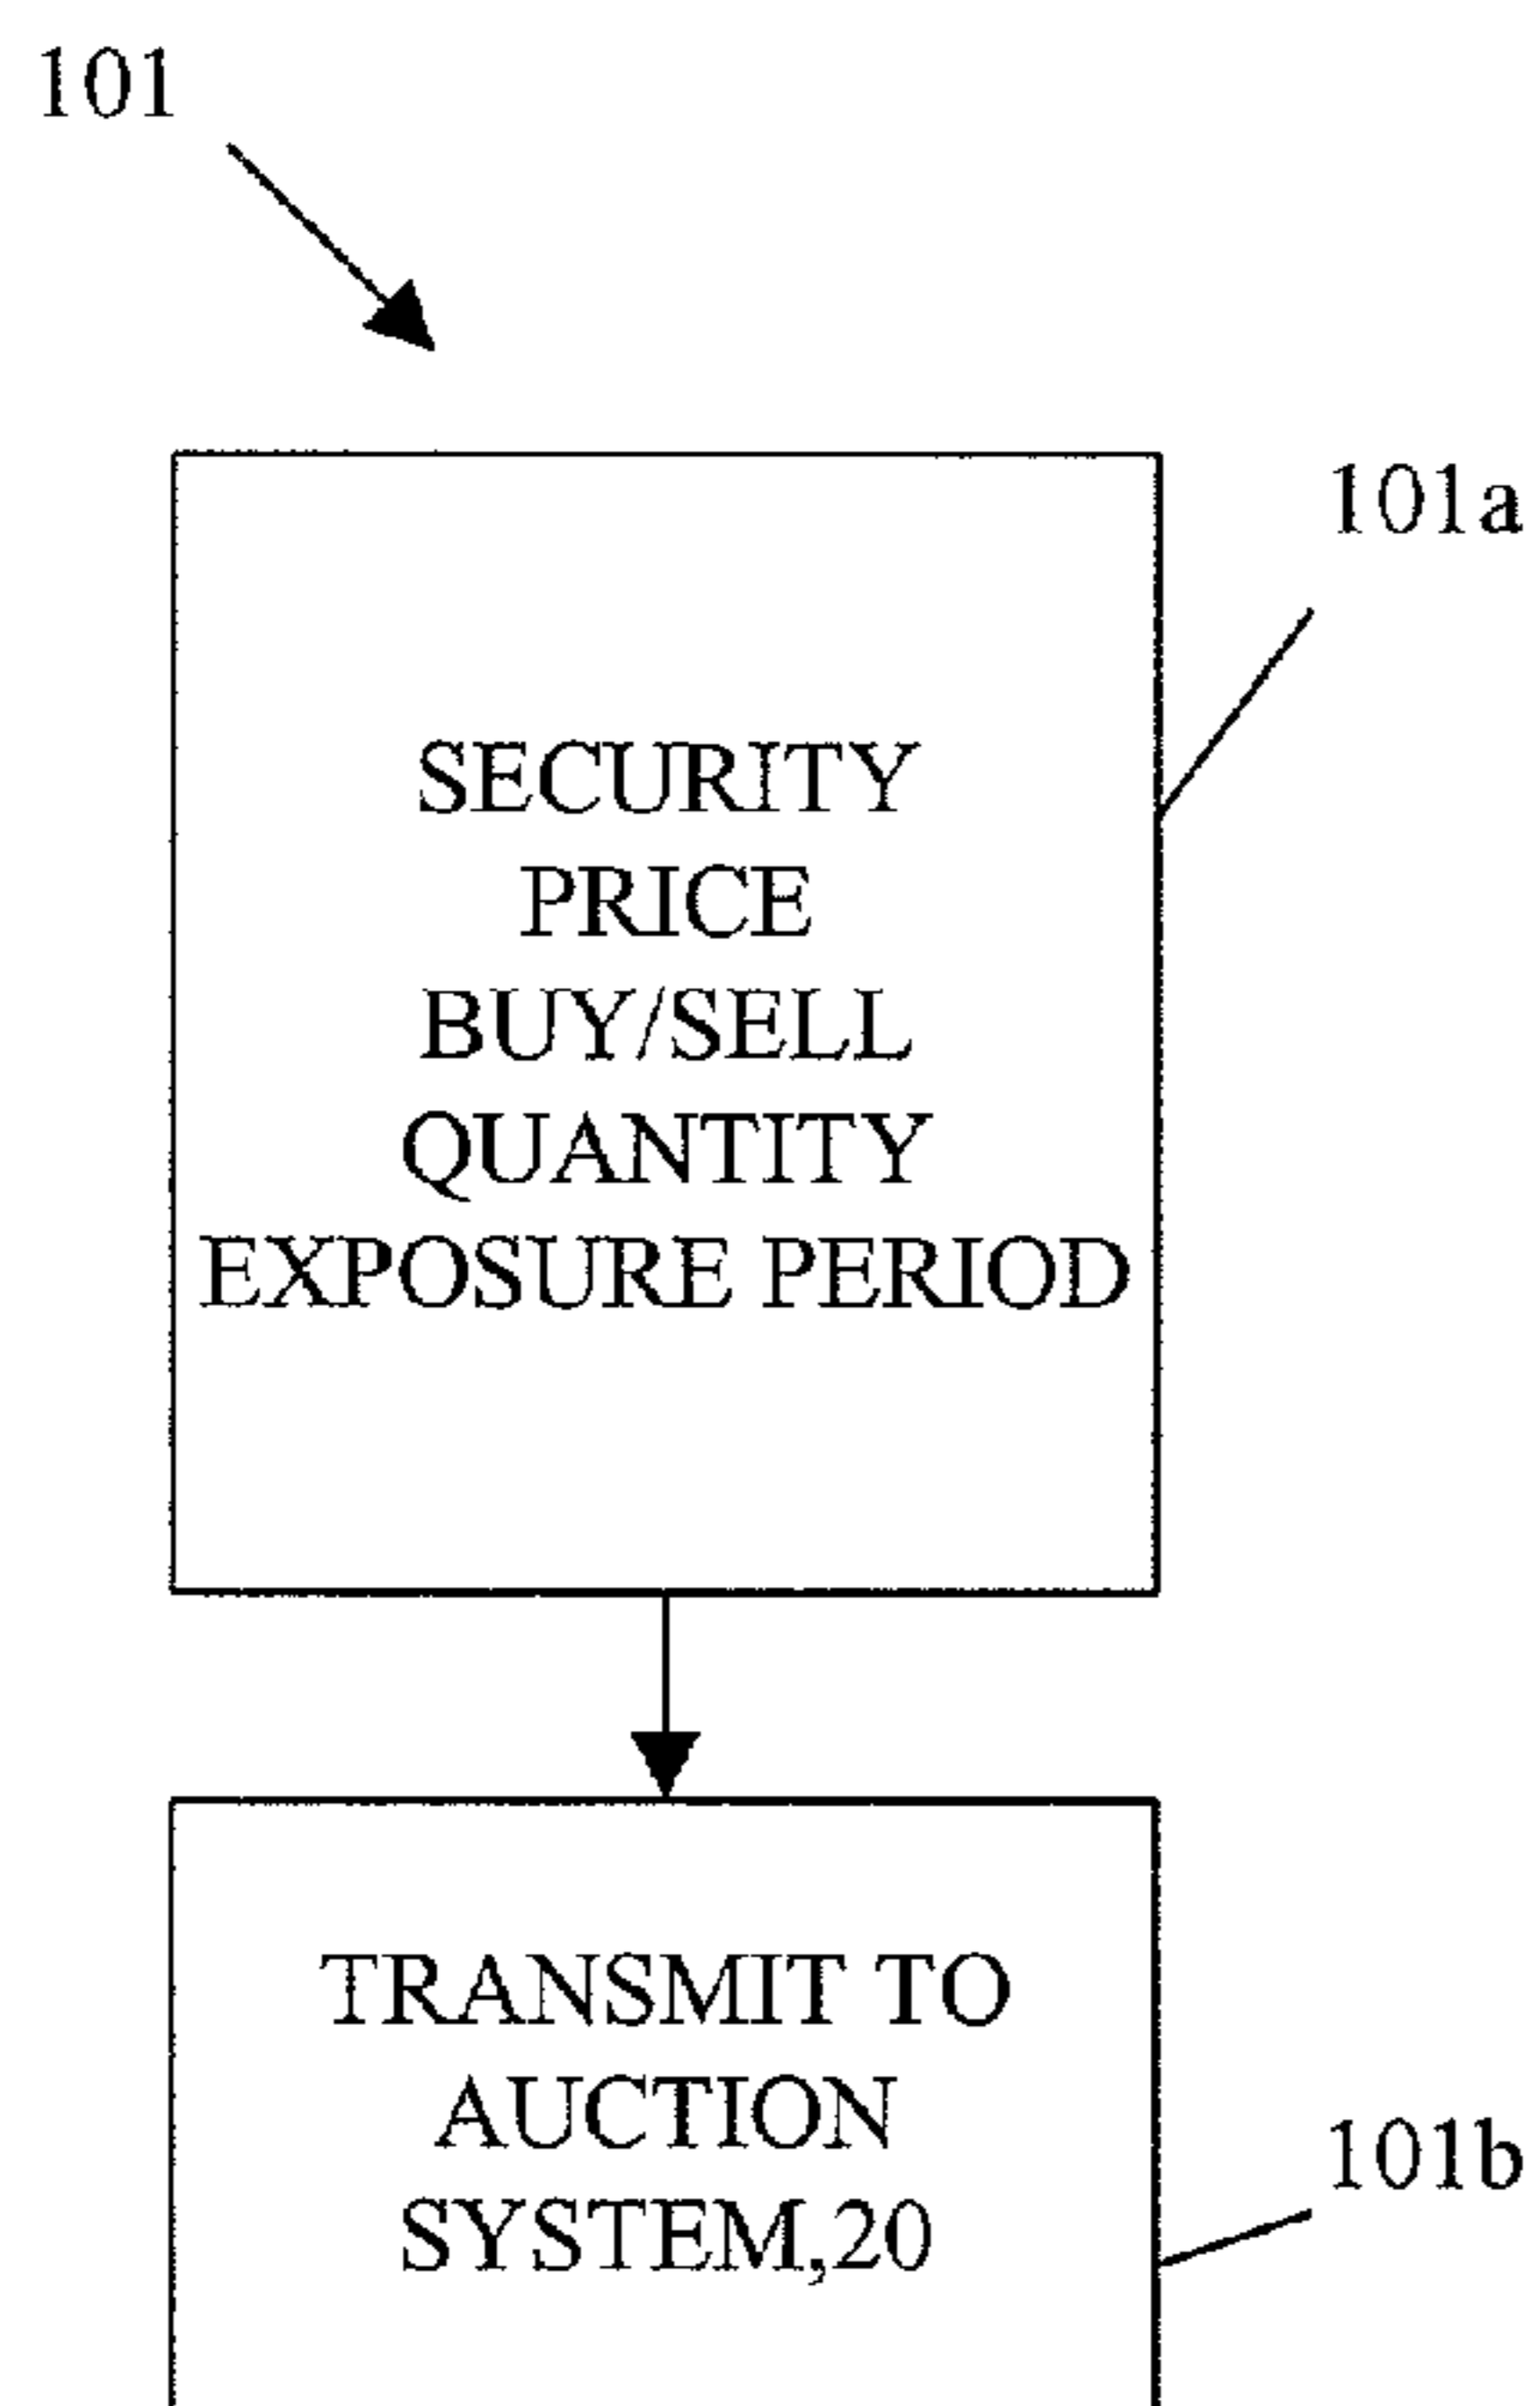 101
101a
SECURITY
PRICE
BUY/SELL
QUANTITY
EXPOSURE PERIOD
TRANSMIT TO
AUCTION
101b
SYSTEM,20